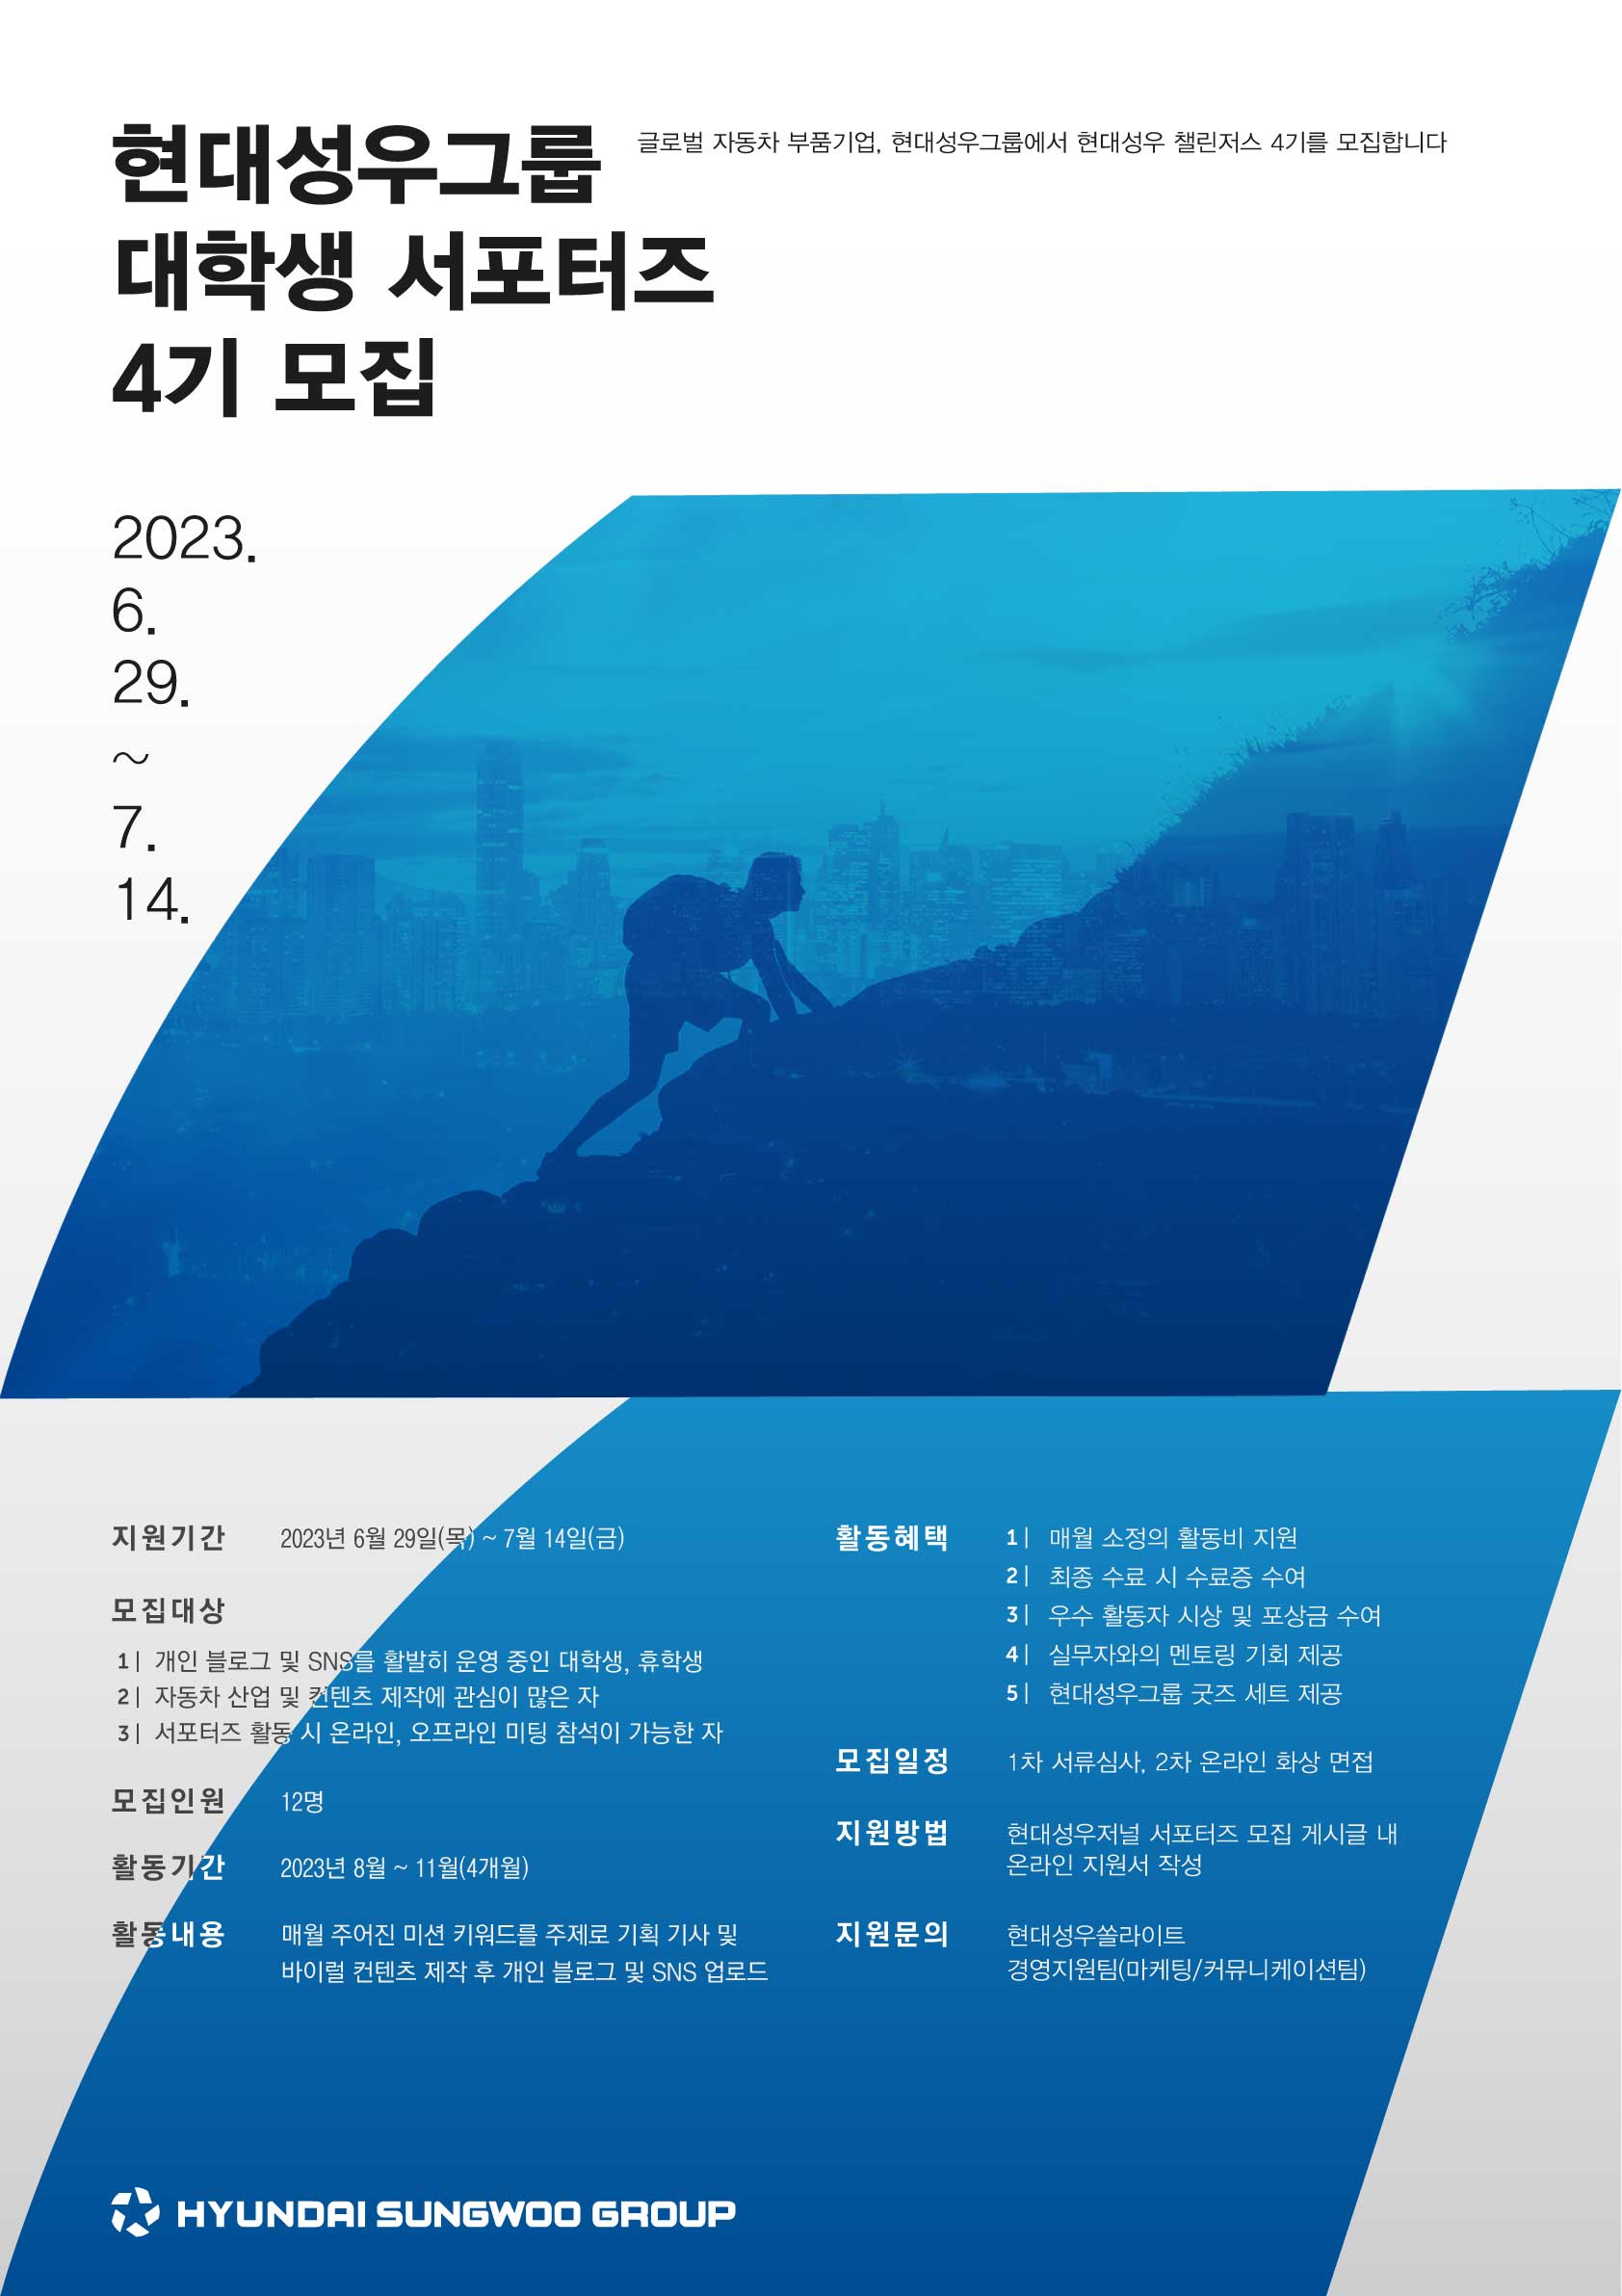 현대성우그룹
대학생 서포터즈
4기 모집
글로벌 자동차 부품기업, 현대성우그룹에서 현대성우 챌린저스 4기를 모집합니다
2023.
6.
29.
~
7.
14.
지원기간 2023년 6월 29일(목) ~ 7월 14일(금)
모집대상
1| 개인 블로그 및 SNS를 활발히 운영 중인 대학생, 휴학생
2| 자동차 산업 및 컨텐츠 제작에 관심이 많은 자
3| 서포터즈 활동 시 온라인, 오프라인 미팅 참석이 가능한 자
모집인원 12명
활동기간 2023년 8월 ~ 11월(4개월)
활동내용 매월 주어진 미션 키워드를 주제로 기획 기사 및
바이럴 컨텐츠 제작 후 개인 블로그 및 SNS 업로드
활동혜택 1| 매월 소정의 활동비 지원
2| 최종 수료 시 수료증 수여
3| 우수 활동자 시상 및 포상금 수여
4| 실무자와의 멘토링 기회 제공
5| 현대성우그룹 굿즈 세트 제공
모집일정 1차 서류심사, 2차 온라인 화상 면접
지원방법 현대성우저널 서포터즈 모집 게시글 내
온라인 지원서 작성
지원문의 현대성우쏠라이트
경영지원팀(마케팅/커뮤니케이션팀)
HYUNDAI SUNGWOO GROUP